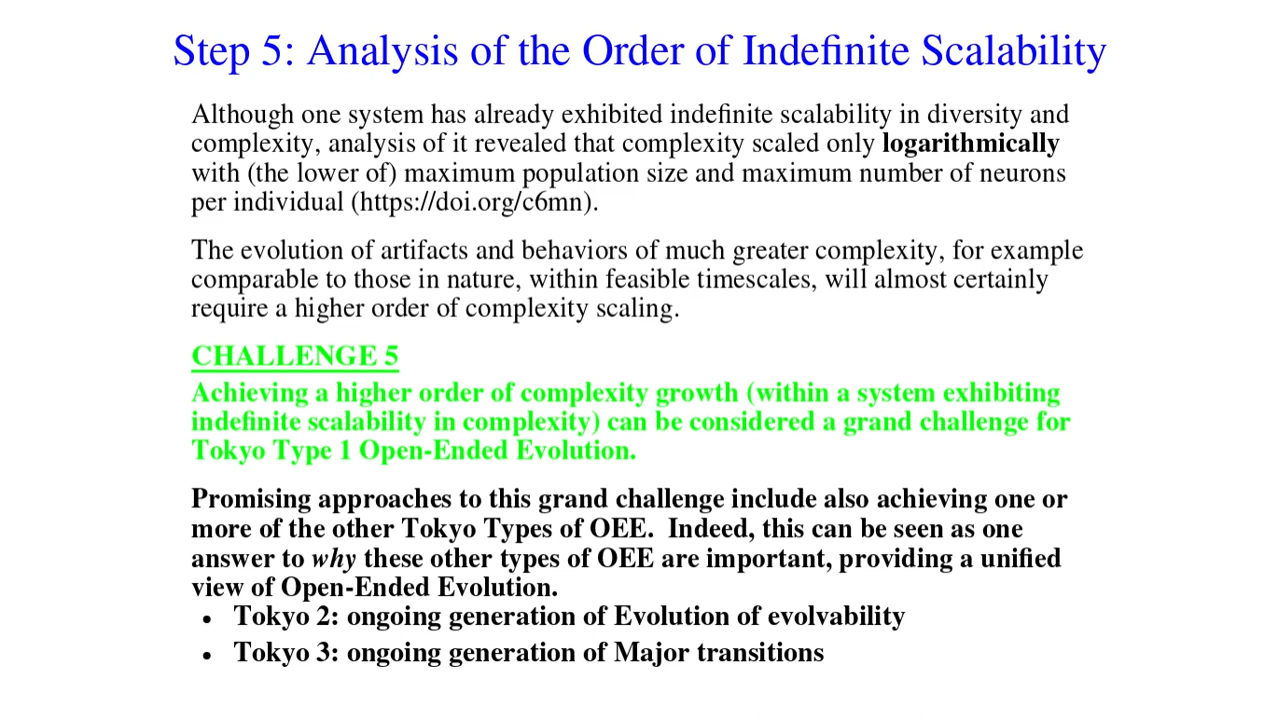 Step 5: Analysis of the Order of Indefinite Scalability
Although one system has already exhibited indefinite scalability in diversity and
complexity, analysis of it revealed that complexity scaled only logarithmically
with (the lower of) maximum population size and maximum number of neurons
per individual (https://doi.org/c6mn).
The evolution of artifacts and behaviors of much greater complexity, for example
comparable to those in nature, within feasible timescales, will almost certainly
require a higher order of complexity scaling.
CHALLENGE 5
Achieving a higher order of complexity growth (within a system exhibiting
indefinite scalability in complexity) can be considered a grand challenge for
Tokyo Type 1 Open-Ended Evolution.
Promising approaches to this grand challenge include also achieving one or
more of the other Tokyo Types of OEE.  Indeed, this can be seen as one
answer to why these other types of OEE are important, providing a unified
view of Open-Ended Evolution.
• Tokyo 2: ongoing generation of Evolution of evolvability
• Tokyo 3: ongoing generation of Major transitions